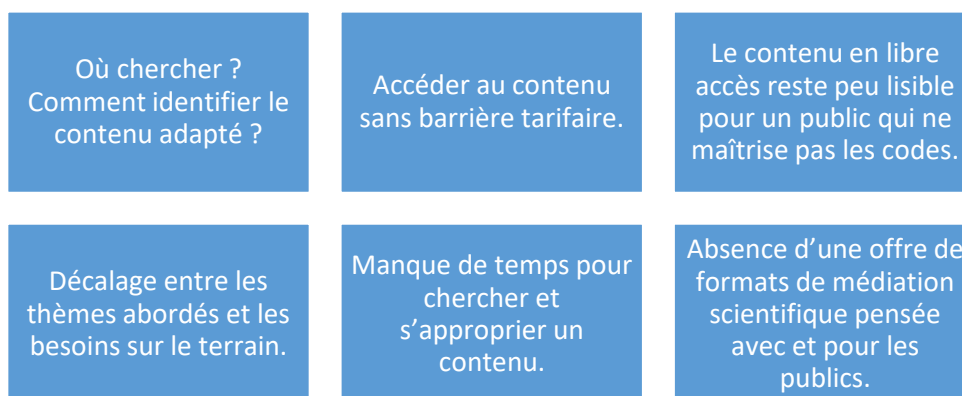 Où chercher ?
Comment identifier le
contenu adapté ?
Accéder au contenu
sans barrière tarifaire.
Le contenu en libre
accès reste peu lisible
pour un public qui ne
maîtrise pas les codes.
Décalage entre les
thèmes abordés et les
besoins sur le terrain.
Manque de temps pour
chercher et
s’approprier un
contenu.
Absence d’une offre de
formats de médiation
scientifique pensée
avec et pour les
publics.